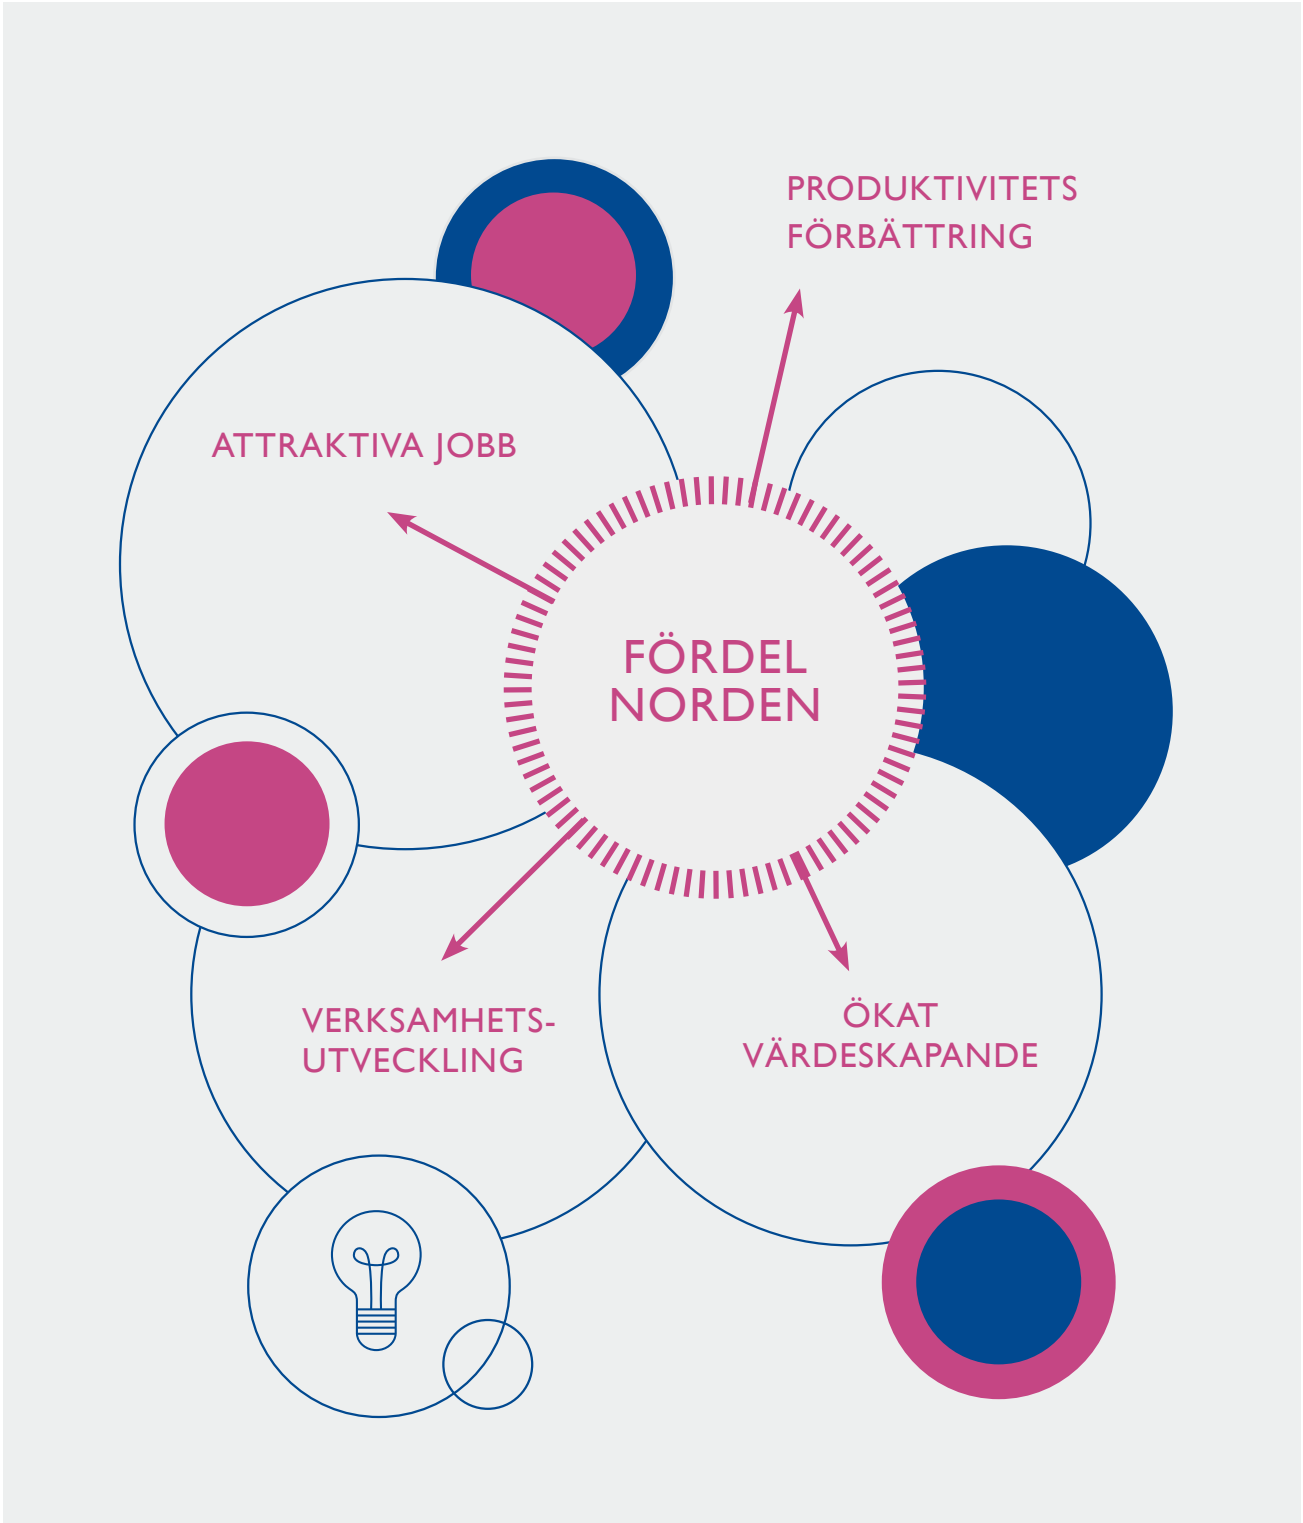 PRODUKTIVITETS
FÖRBÄTTRING
ATTRAKTIVA JOBB
FÖRDEL
NORDEN
VERKSAMHETS-
UTVECKLING
ÖKAT
VÄRDESKAPANDE